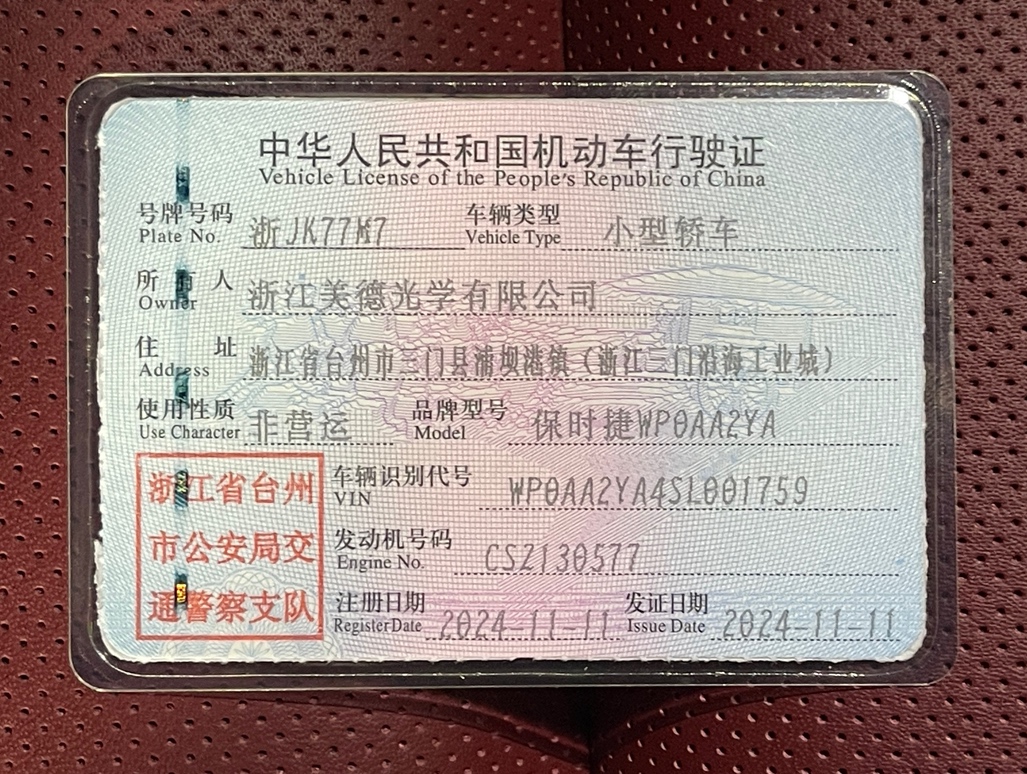 中华人民共和国机动车行驶证
Vehicle License of the People's Republic of China
号牌号码 浙JK77M7 车辆类型 小型轿车
Plate No. Vehicle Type
所有人 浙江美德光学有限公司
Owner
住址 浙江省台州市三门县浦坝港镇（浙江三门沿海工业城）
Address
使用性质 非营运 品牌型号 保时捷WP0AA2YA
Use Character Model
浙江省台州
市公安局交
通警察支队
车辆识别代号 WP0AA2YA4SL001759
VIN
发动机号码 CSZ130577
Engine No.
注册日期 2024-11-11 发证日期 2024-11-11
Register Date Issue Date